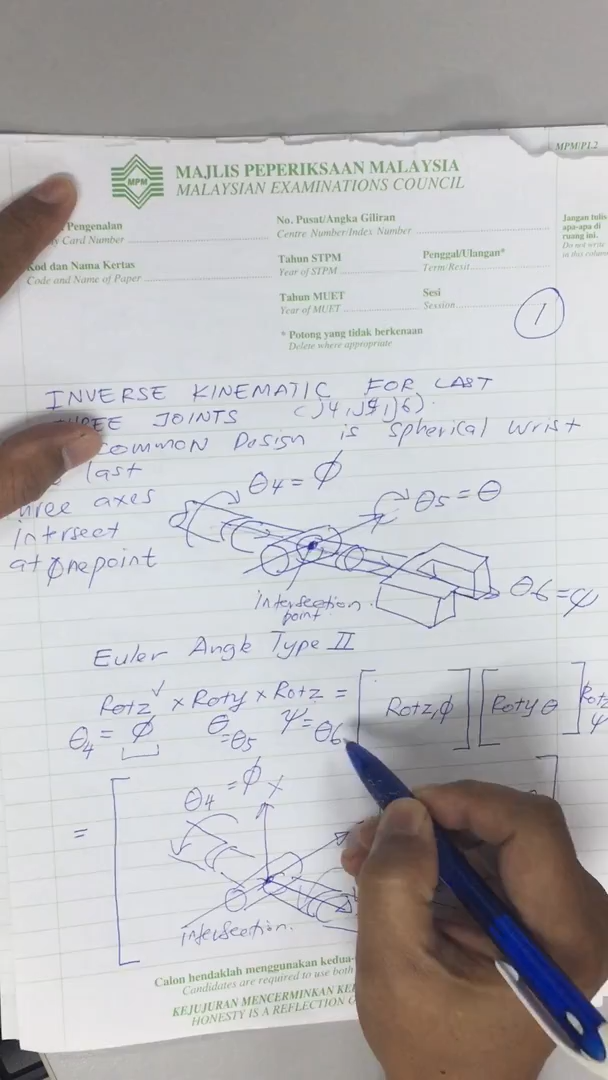 MPM/P1.2
MPM
MAJLIS PEPERIKSAAN MALAYSIA
MALAYSIAN EXAMINATIONS COUNCIL
Pengenalan
Card Number
No. Pusat/Angka Giliran
Centre Number/Index Number
Jangan tulis
apa-apa di
ruang ini.
Do not write
in this column
Kod dan Nama Kertas
Code and Name of Paper
Tahun STPM
Year of STPM
Penggal/Ulangan*
Term/Resit
Tahun MUET
Year of MUET
Sesi
Session
* Potong yang tidak berkenaan
Delete where appropriate
1
INVERSE KINEMATIC FOR LAST
JOINTS (J4, J5, J6).
COMMON Design is spherical wrist
last
three axes
intersect
at one point
θ4 = φ
θ5 = θ
θ6 = ψ
Intersection
point
Euler Angle Type II
Rotz × Roty × Rotz = [ Rotz,φ ] [ Roty θ ] Rotz ψ
θ4 = φ θ = θ5 ψ = θ6
=
θ4 = φ x
intersection.
Calon hendaklah menggunakan kedua-
Candidates are required to use both
KEJUJURAN MENCERMINKAN
HONESTY IS A REFLECTION O